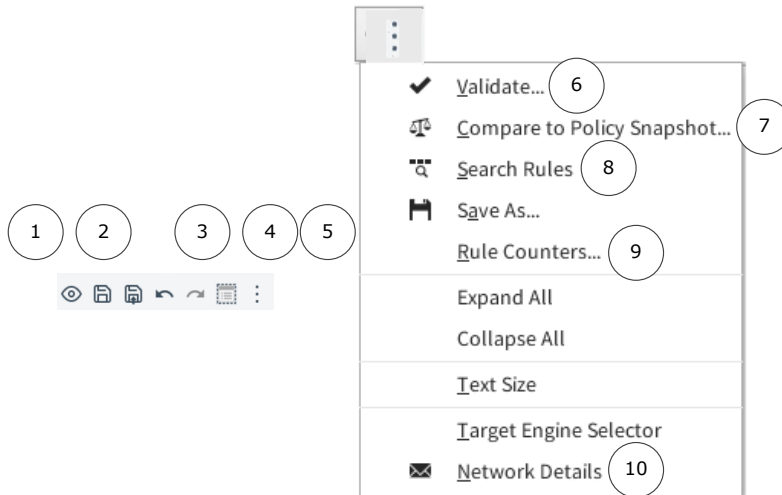 Validate... 6
Compare to Policy Snapshot... 7
Search Rules 8
Save As...
1 2 3 4 5
Rule Counters... 9
Expand All
Collapse All
Text Size
Target Engine Selector
Network Details 10